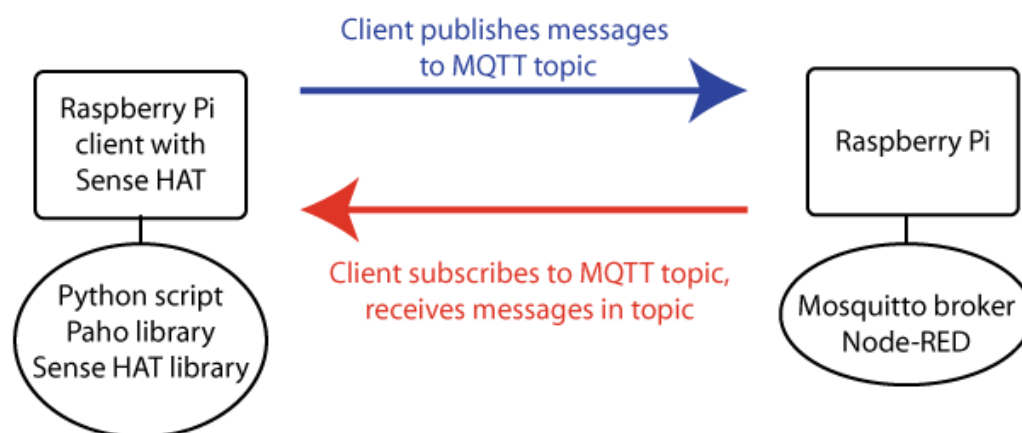 Client publishes messages
to MQTT topic
Raspberry Pi
client with
Sense HAT
Raspberry Pi
Client subscribes to MQTT topic,
receives messages in topic
Python script
Paho library
Sense HAT library
Mosquitto broker
Node-RED